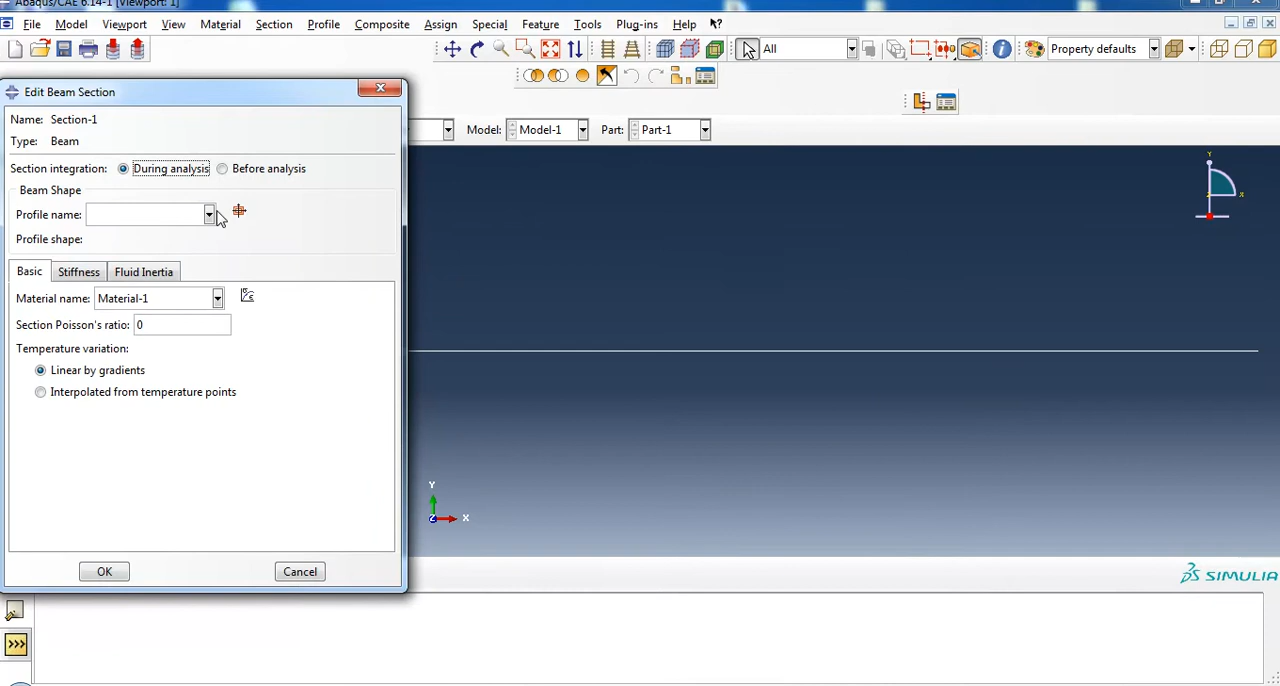 Abaqus/CAE 6.14-1 [Viewport: 1]
File Model Viewport View Material Section Profile Composite Assign Special Feature Tools Plug-ins Help
All Property defaults
Edit Beam Section
Model: Model-1 Part: Part-1
Name: Section-1
Type: Beam
Section integration: During analysis Before analysis
Beam Shape
Profile name:
Profile shape:
Basic Stiffness Fluid Inertia
Material name: Material-1
Section Poisson's ratio: 0
Temperature variation:
Linear by gradients
Interpolated from temperature points
OK Cancel
Y
X
Y
X
Z
SIMULIA
>>>